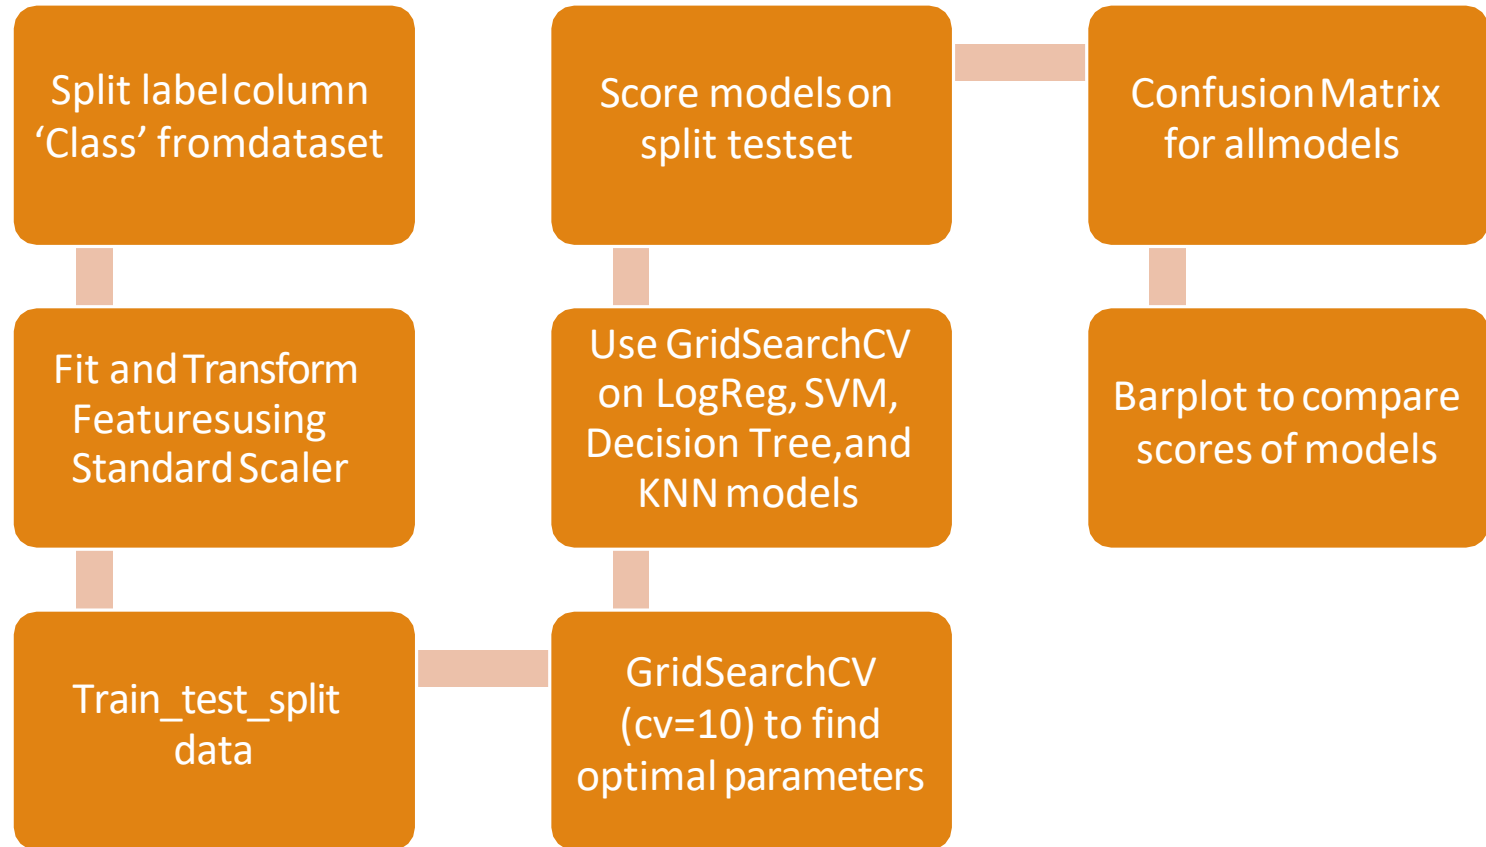 Split label column
‘Class’ fromdataset
Fit and Transform
Featuresusing
Standard Scaler
Train_test_split
data
GridSearchCV
(cv=10) to find
optimal parameters
Use GridSearchCV
on LogReg, SVM,
Decision Tree,and
KNN models
Score models on
split testset
Confusion Matrix
for allmodels
Barplot to compare
scores of models